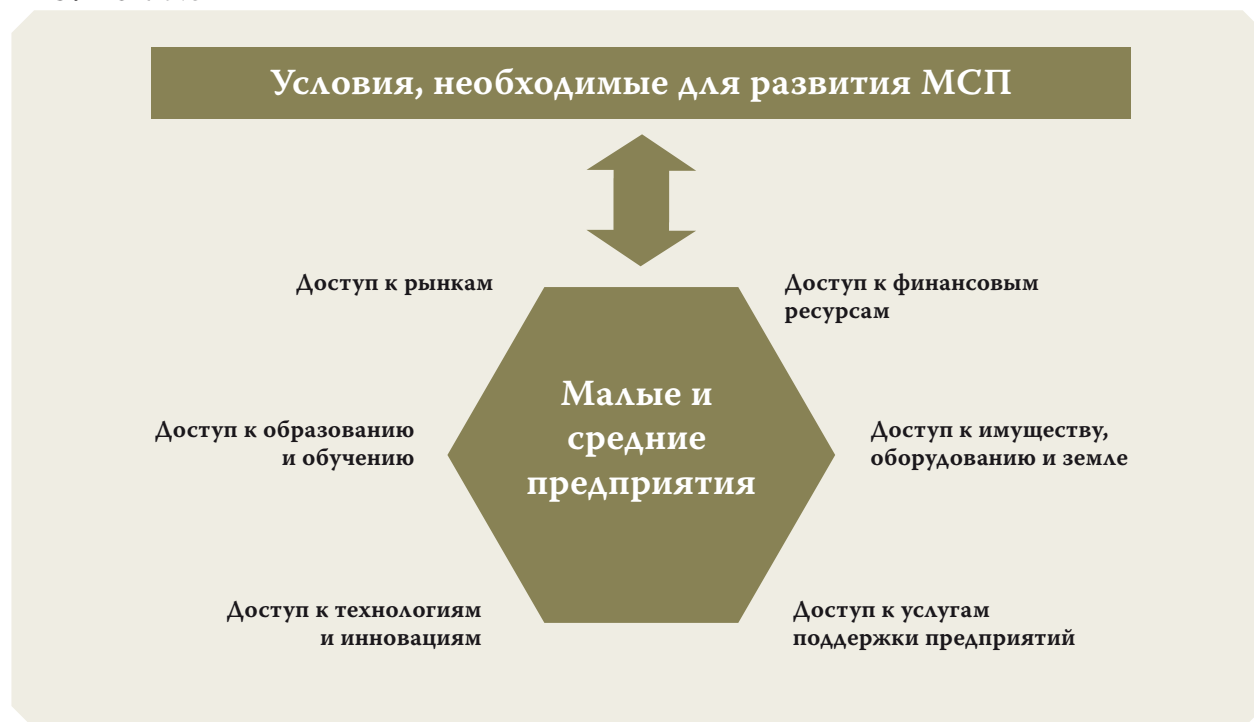 Условия, необходимые для развития МСП
Доступ к рынкам
Доступ к финансовым
ресурсам
Малые и
средние
предприятия
Доступ к образованию
и обучению
Доступ к имуществу,
оборудованию и земле
Доступ к технологиям
и инновациям
Доступ к услугам
поддержки предприятий